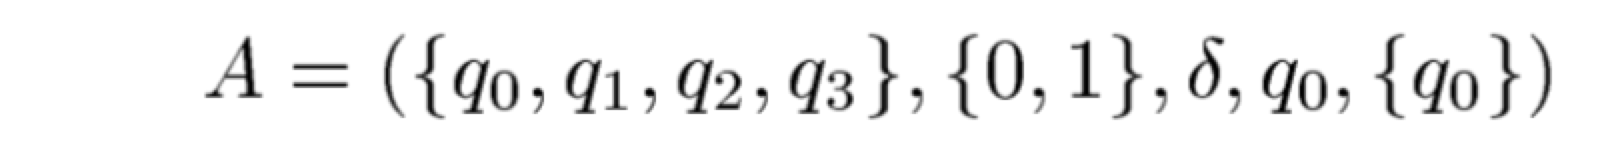 A = ({q₀, q₁, q₂, q₃}, {0, 1}, δ, q₀, {q₀})